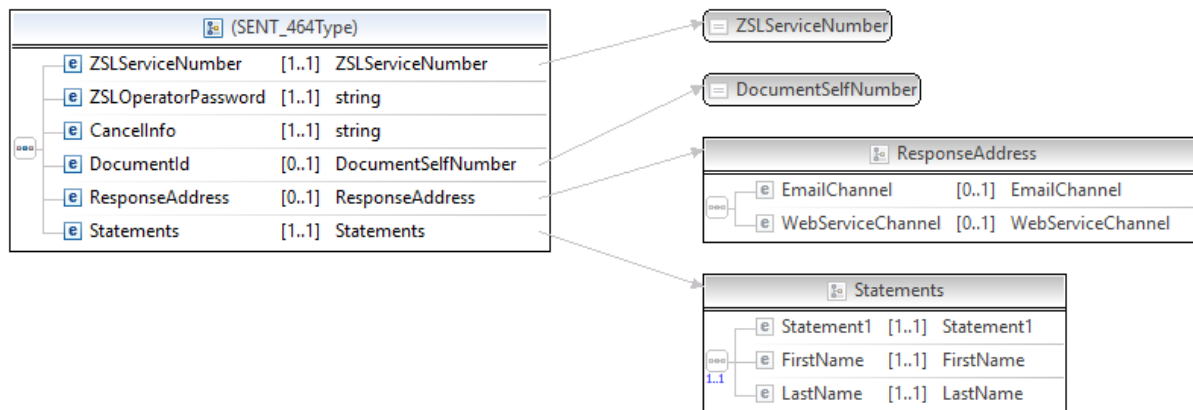 (SENT_464Type)
e ZSLServiceNumber [1..1] ZSLServiceNumber
e ZSLOperatorPassword [1..1] string
e CancelInfo [1..1] string
e DocumentId [0..1] DocumentSelfNumber
e ResponseAddress [0..1] ResponseAddress
e Statements [1..1] Statements
ZSLServiceNumber
DocumentSelfNumber
ResponseAddress
e EmailChannel [0..1] EmailChannel
e WebServiceChannel [0..1] WebServiceChannel
Statements
e Statement1 [1..1] Statement1
e FirstName [1..1] FirstName
1..1
e LastName [1..1] LastName